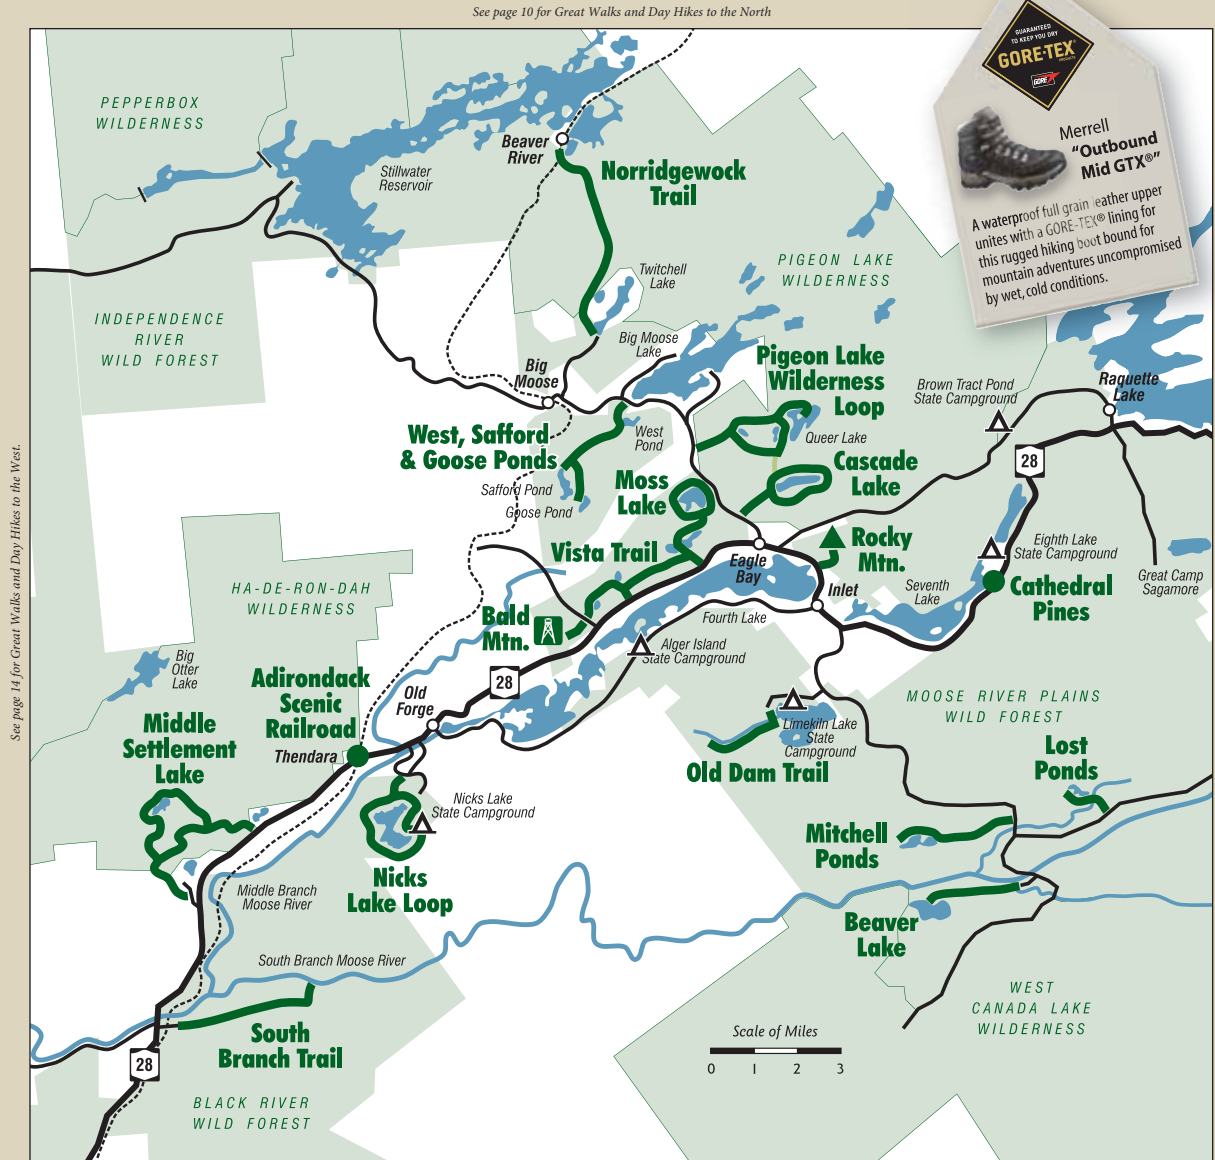 See page 10 for Great Walks and Day Hikes to the North
GUARANTEED
TO KEEP YOU DRY
GORE-TEX®
PRODUCTS
GORE
Merrell
“Outbound
Mid GTX®”
A waterproof full grain leather upper
unites with a GORE-TEX® lining for
this rugged hiking boot bound for
mountain adventures uncompromised
by wet, cold conditions.
PEPPERBOX
WILDERNESS
Beaver
River
Stillwater
Reservoir
Norridgewock
Trail
PIGEON LAKE
WILDERNESS
Twitchell
Lake
INDEPENDENCE
RIVER
WILD FOREST
Big Moose
Lake
Big
Moose
Pigeon Lake
Wilderness
Loop
Brown Tract Pond
State Campground
Raquette
Lake
West, Safford
& Goose Ponds
West
Pond
Queer Lake
28
Safford Pond
Goose Pond
Moss
Lake
Cascade
Lake
See page 14 for Great Walks and Day Hikes to the West.
Vista Trail
Eagle
Bay
Rocky
Mtn.
Eighth Lake
State Campground
Great Camp
Sagamore
HA-DE-RON-DAH
WILDERNESS
Inlet
Seventh
Lake
Cathedral
Pines
Bald
Mtn.
Fourth Lake
Alger Island
State Campground
Big
Otter
Lake
Adirondack
Scenic
Railroad
Old
Forge
28
MOOSE RIVER PLAINS
WILD FOREST
Middle
Settlement
Lake
Thendara
Limekiln Lake
State
Campground
Old Dam Trail
Lost
Ponds
Nicks Lake
State Campground
Mitchell
Ponds
Nicks
Lake Loop
Middle Branch
Moose River
Beaver
Lake
South Branch Moose River
WEST
CANADA LAKE
WILDERNESS
South
Branch Trail
Scale of Miles
0 1 2 3
28
BLACK RIVER
WILD FOREST